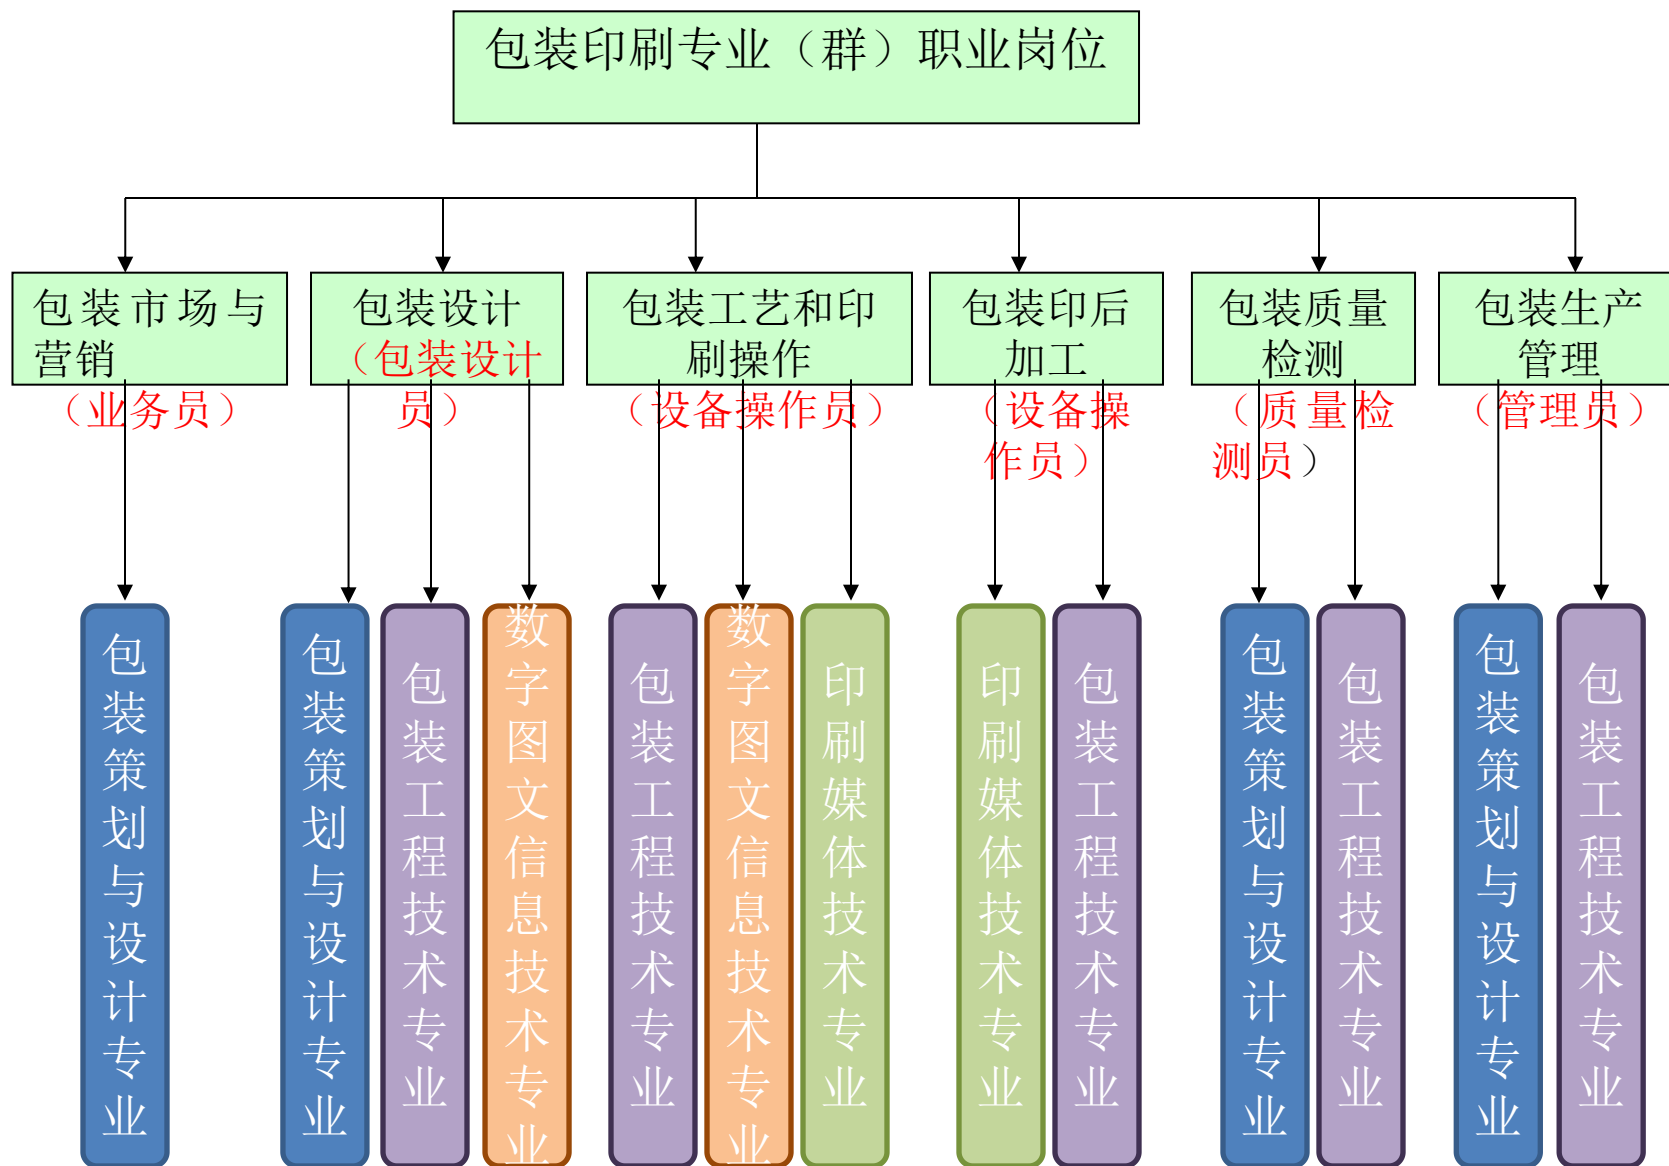 包装印刷专业（群）职业岗位
包装市场与
营销
（业务员）
包装设计
（包装设计
员）
包装工艺和印
刷操作
（设备操作员）
包装印后
加工
（设备操
作员）
包装质量
检测
（质量检
测员）
包装生产
管理
（管理员）
包装策划与设计专业
包装策划与设计专业
包装工程技术专业
数字图文信息技术专业
包装工程技术专业
数字图文信息技术专业
印刷媒体技术专业
印刷媒体技术专业
包装工程技术专业
包装策划与设计专业
包装工程技术专业
包装策划与设计专业
包装工程技术专业